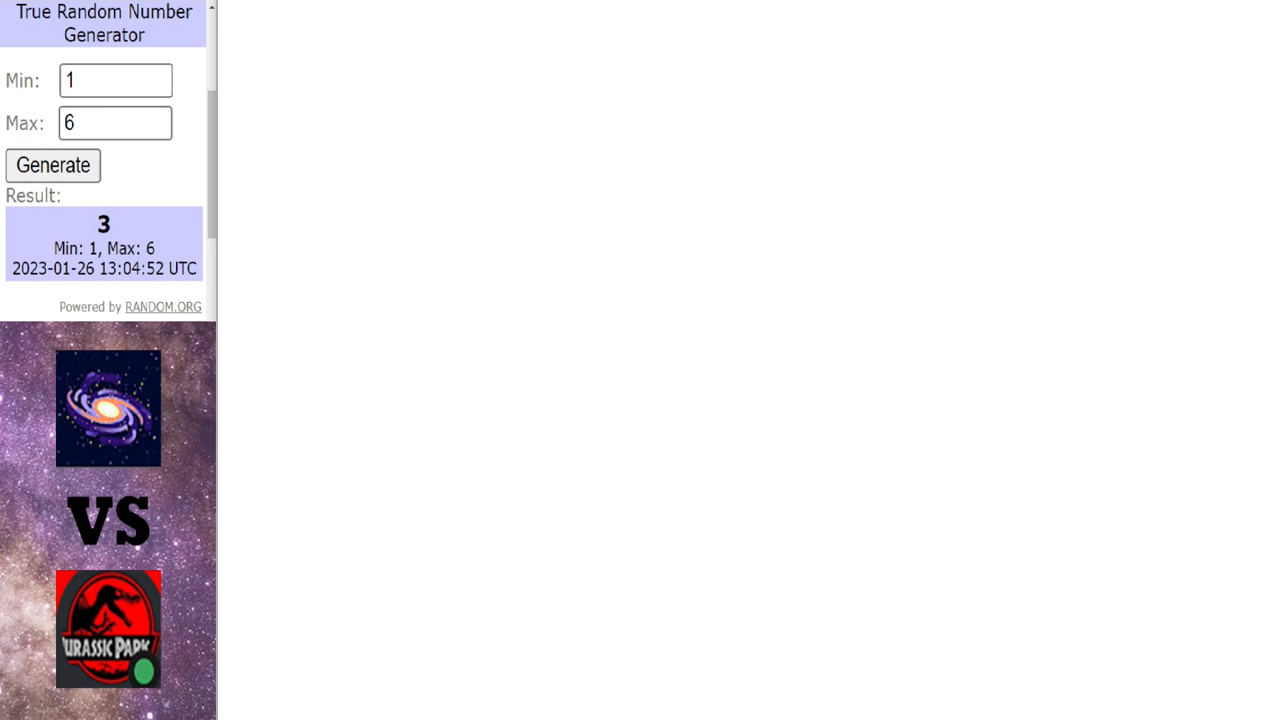 True Random Number
Generator
Min: 1
Max: 6
Generate
Result:
3
Min: 1, Max: 6
2023-01-26 13:04:52 UTC
Powered by RANDOM.ORG
VS
JURASSIC PARK